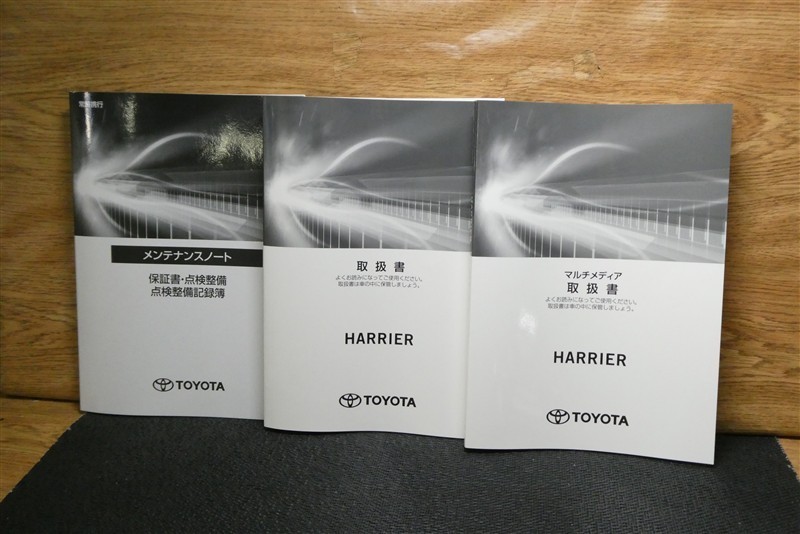 常時携行
メンテナンスノート
保証書・点検整備
点検整備記録簿
TOYOTA
取扱書
よくお読みになってご使用ください。
取扱書は車の中に保管しましょう。
HARRIER
TOYOTA
マルチメディア
取扱書
よくお読みになってご使用ください。
取扱書は車の中に保管しましょう。
HARRIER
TOYOTA